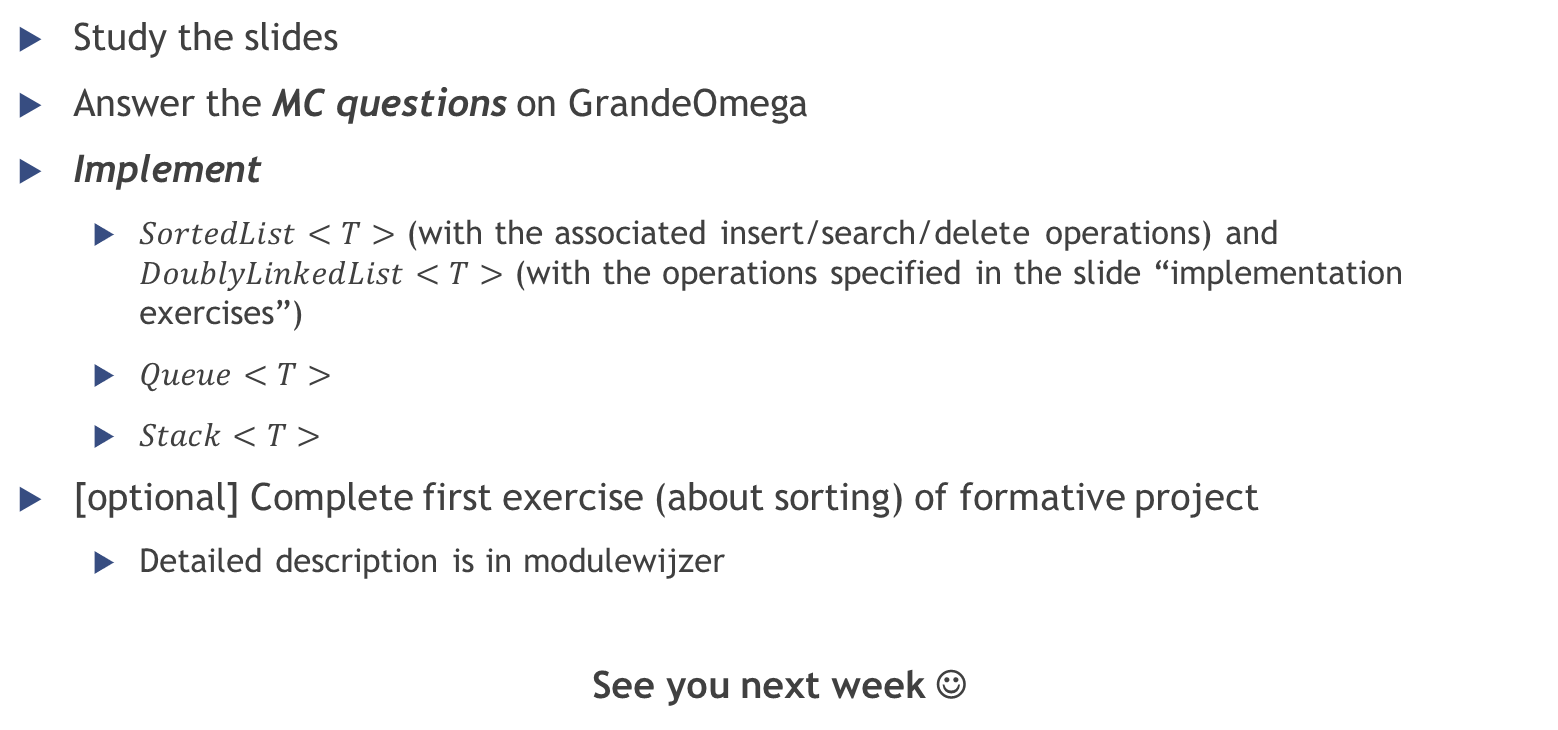 Study the slides
Answer the MC questions on GrandeOmega
Implement
SortedList < T > (with the associated insert/search/delete operations) and
DoublyLinkedList < T > (with the operations specified in the slide “implementation
exercises”)
Queue < T >
Stack < T >
[optional] Complete first exercise (about sorting) of formative project
Detailed description is in modulewijzer
See you next week ☺